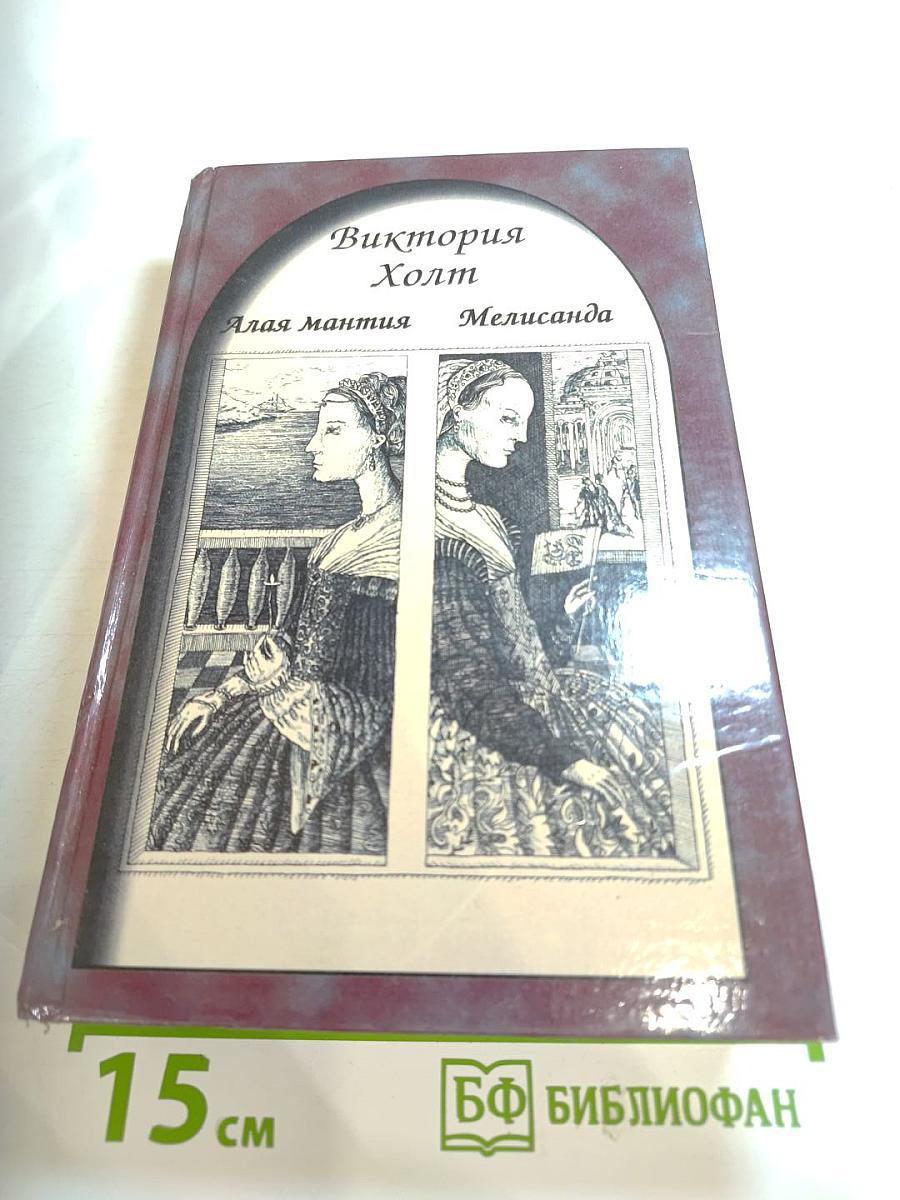 Виктория
Холт
Алая мантия Мелисанда
15 см
БФ БИБЛИОФАН